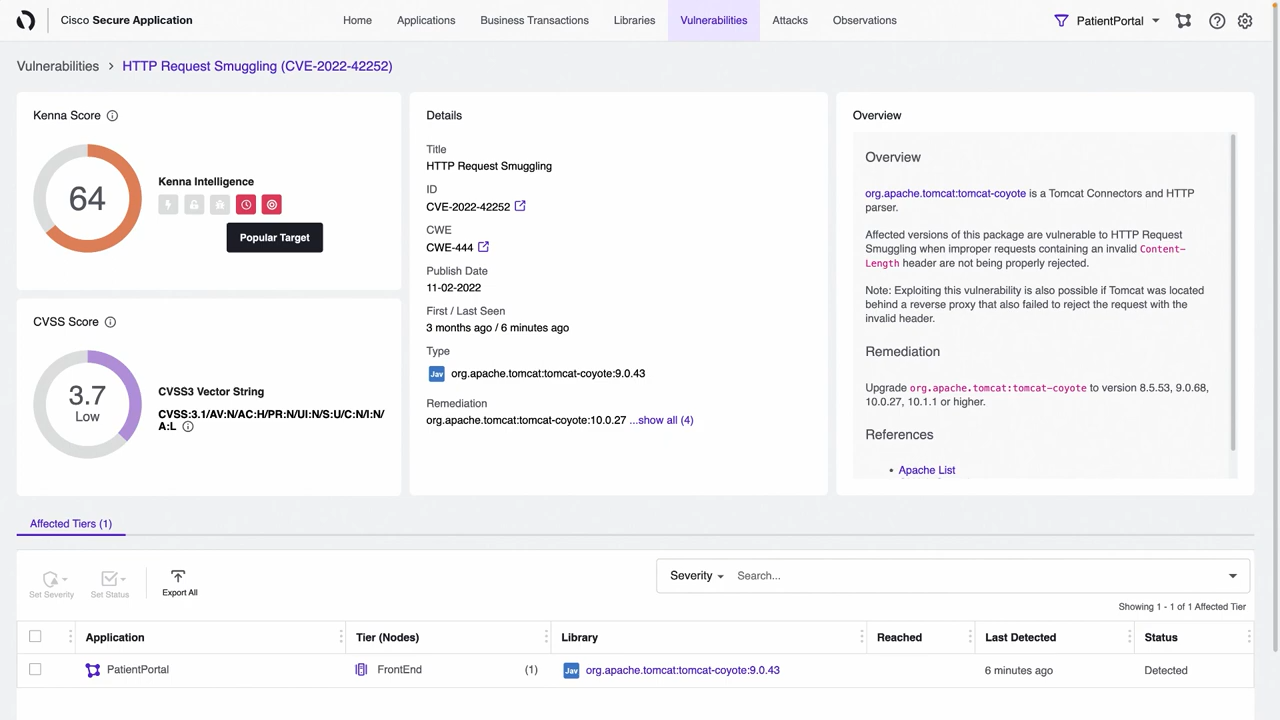 Cisco Secure Application
Home Applications Business Transactions Libraries Vulnerabilities Attacks Observations
PatientPortal
Vulnerabilities > HTTP Request Smuggling (CVE-2022-42252)
Kenna Score
64
Kenna Intelligence
Popular Target
CVSS Score
3.7
Low
CVSS3 Vector String
CVSS:3.1/AV:N/AC:H/PR:N/UI:N/S:U/C:N/I:N/
A:L
Details
Title
HTTP Request Smuggling
ID
CVE-2022-42252
CWE
CWE-444
Publish Date
11-02-2022
First / Last Seen
3 months ago / 6 minutes ago
Type
Jav org.apache.tomcat:tomcat-coyote:9.0.43
Remediation
org.apache.tomcat:tomcat-coyote:10.0.27 ...show all (4)
Overview
Overview
org.apache.tomcat:tomcat-coyote is a Tomcat Connectors and HTTP
parser.
Affected versions of this package are vulnerable to HTTP Request
Smuggling when improper requests containing an invalid Content-
Length header are not being properly rejected.
Note: Exploiting this vulnerability is also possible if Tomcat was located
behind a reverse proxy that also failed to reject the request with the
invalid header.
Remediation
Upgrade org.apache.tomcat:tomcat-coyote to version 8.5.53, 9.0.68,
10.0.27, 10.1.1 or higher.
References
• Apache List
Affected Tiers (1)
Set Severity Set Status Export All
Severity Search...
Showing 1 - 1 of 1 Affected Tier
Application Tier (Nodes) Library Reached Last Detected Status
PatientPortal FrontEnd (1) Jav org.apache.tomcat:tomcat-coyote:9.0.43 6 minutes ago Detected